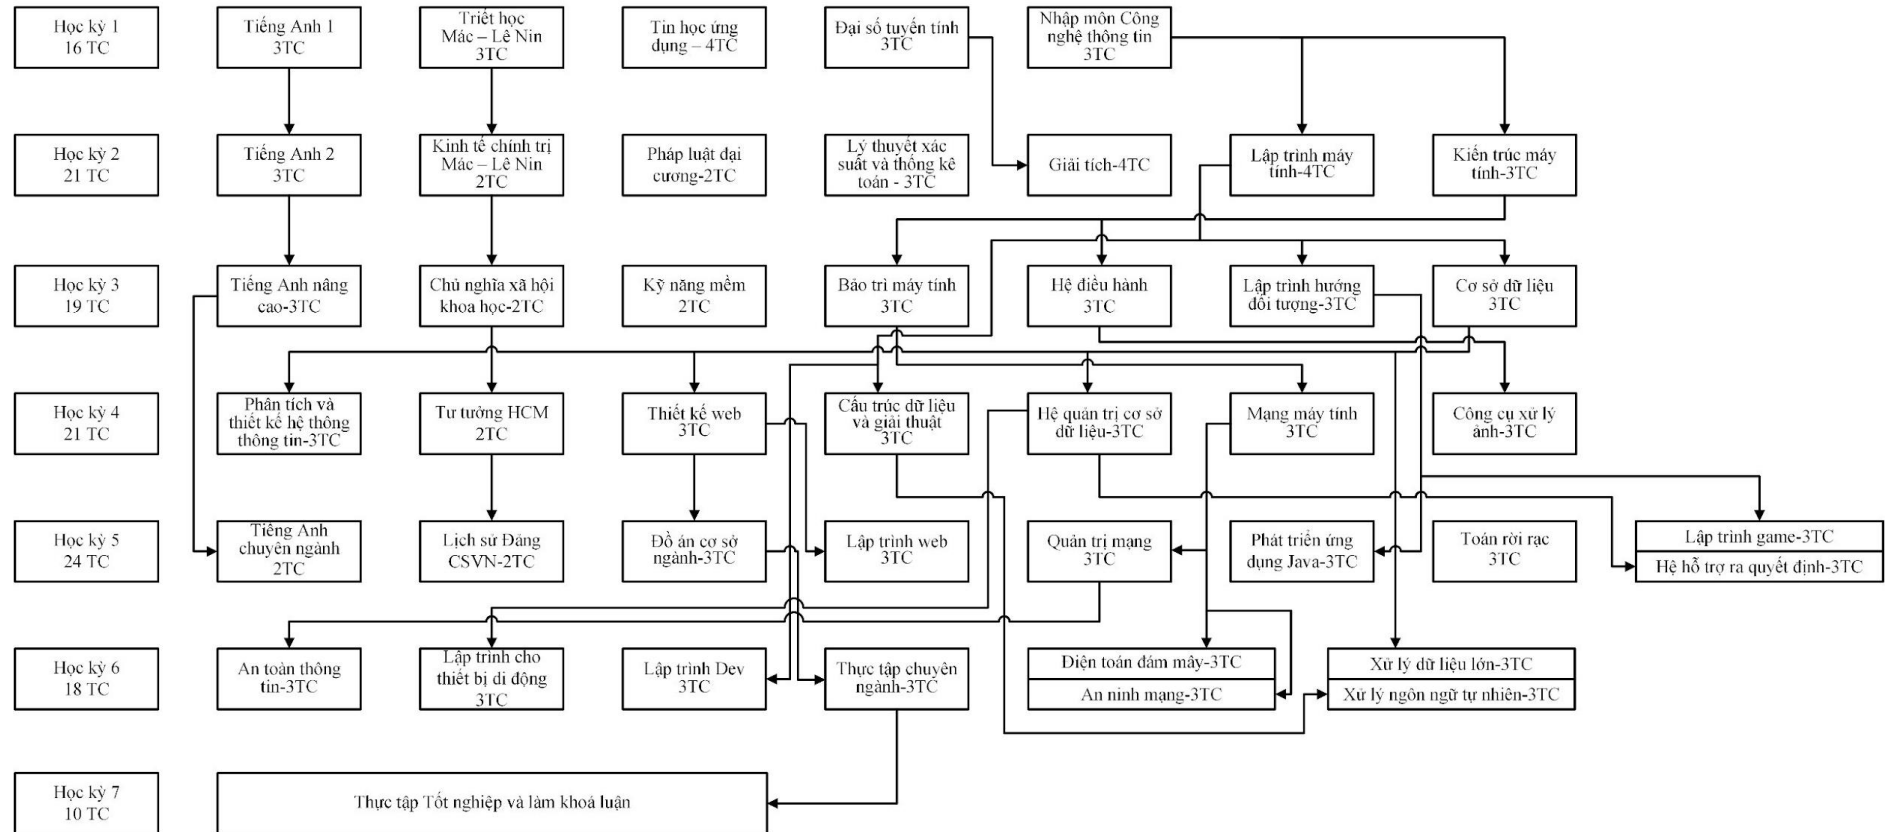 Học kỳ 1
16 TC
Tiếng Anh 1
3TC
Triết học
Mác – Lê Nin
3TC
Tin học ứng
dụng – 4TC
Đại số tuyến tính
3TC
Nhập môn Công
nghệ thông tin
3TC
Học kỳ 2
21 TC
Tiếng Anh 2
3TC
Kinh tế chính trị
Mác – Lê Nin
2TC
Pháp luật đại
cương-2TC
Lý thuyết xác
suất và thống kê
toán - 3TC
Giải tích-4TC
Lập trình máy
tính-4TC
Kiến trúc máy
tính-3TC
Học kỳ 3
19 TC
Tiếng Anh nâng
cao-3TC
Chủ nghĩa xã hội
khoa học-2TC
Kỹ năng mềm
2TC
Bảo trì máy tính
3TC
Hệ điều hành
3TC
Lập trình hướng
đối tượng-3TC
Cơ sở dữ liệu
3TC
Học kỳ 4
21 TC
Phân tích và
thiết kế hệ thống
thông tin-3TC
Tư tưởng HCM
2TC
Thiết kế web
3TC
Cấu trúc dữ liệu
và giải thuật
3TC
Hệ quản trị cơ sở
dữ liệu-3TC
Mạng máy tính
3TC
Công cụ xử lý
ảnh-3TC
Học kỳ 5
24 TC
Tiếng Anh
chuyên ngành
2TC
Lịch sử Đảng
CSVN-2TC
Đồ án cơ sở
ngành-3TC
Lập trình web
3TC
Quản trị mạng
3TC
Phát triển ứng
dụng Java-3TC
Toán rời rạc
3TC
Lập trình game-3TC
Hệ hỗ trợ ra quyết định-3TC
Học kỳ 6
18 TC
An toàn thông
tin-3TC
Lập trình cho
thiết bị di động
3TC
Lập trình Dev
3TC
Thực tập chuyên
ngành-3TC
Điện toán đám mây-3TC
An ninh mạng-3TC
Xử lý dữ liệu lớn-3TC
Xử lý ngôn ngữ tự nhiên-3TC
Học kỳ 7
10 TC
Thực tập Tốt nghiệp và làm khoá luận